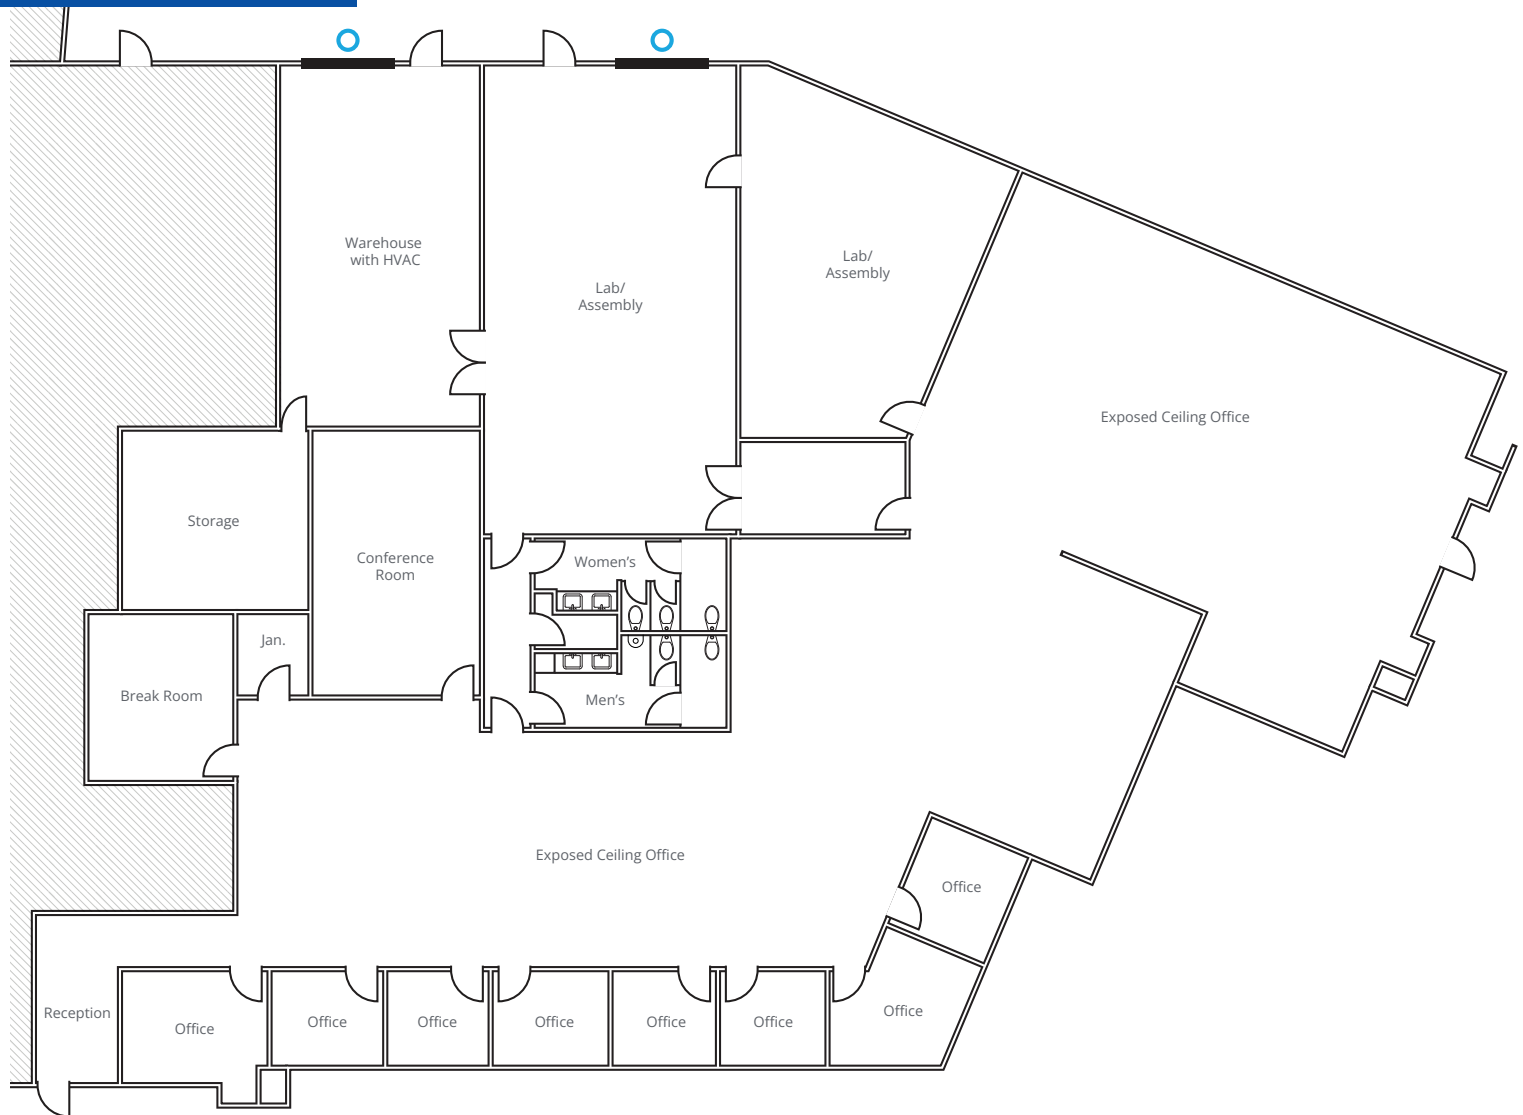 Warehouse
with HVAC
Lab/
Assembly
Lab/
Assembly
Exposed Ceiling Office
Storage
Conference
Room
Women's
Jan.
Break Room
Men's
Exposed Ceiling Office
Office
Reception
Office
Office
Office
Office
Office
Office
Office